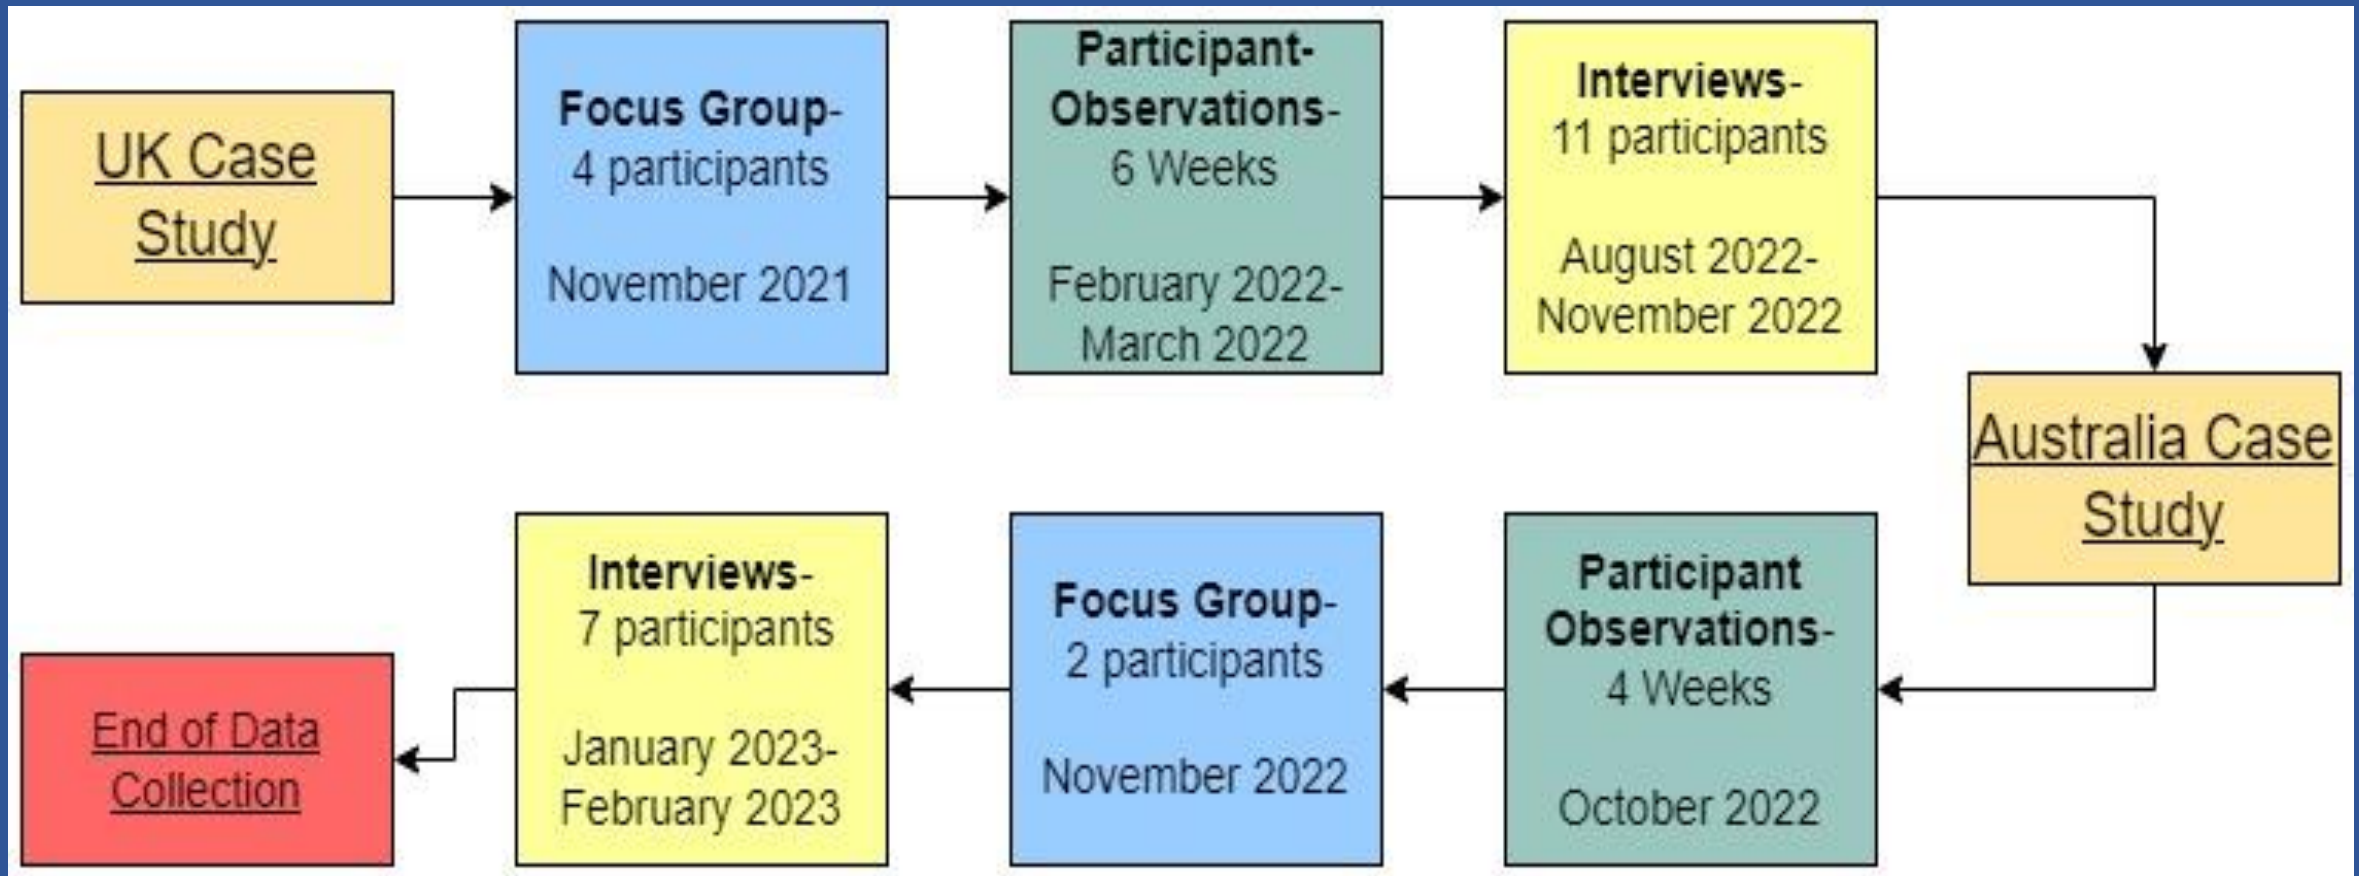 UK Case
Study
Focus Group-
4 participants
November 2021
Participant-
Observations-
6 Weeks
February 2022-
March 2022
Interviews-
11 participants
August 2022-
November 2022
Australia Case
Study
Participant
Observations-
4 Weeks
October 2022
Focus Group-
2 participants
November 2022
Interviews-
7 participants
January 2023-
February 2023
End of Data
Collection